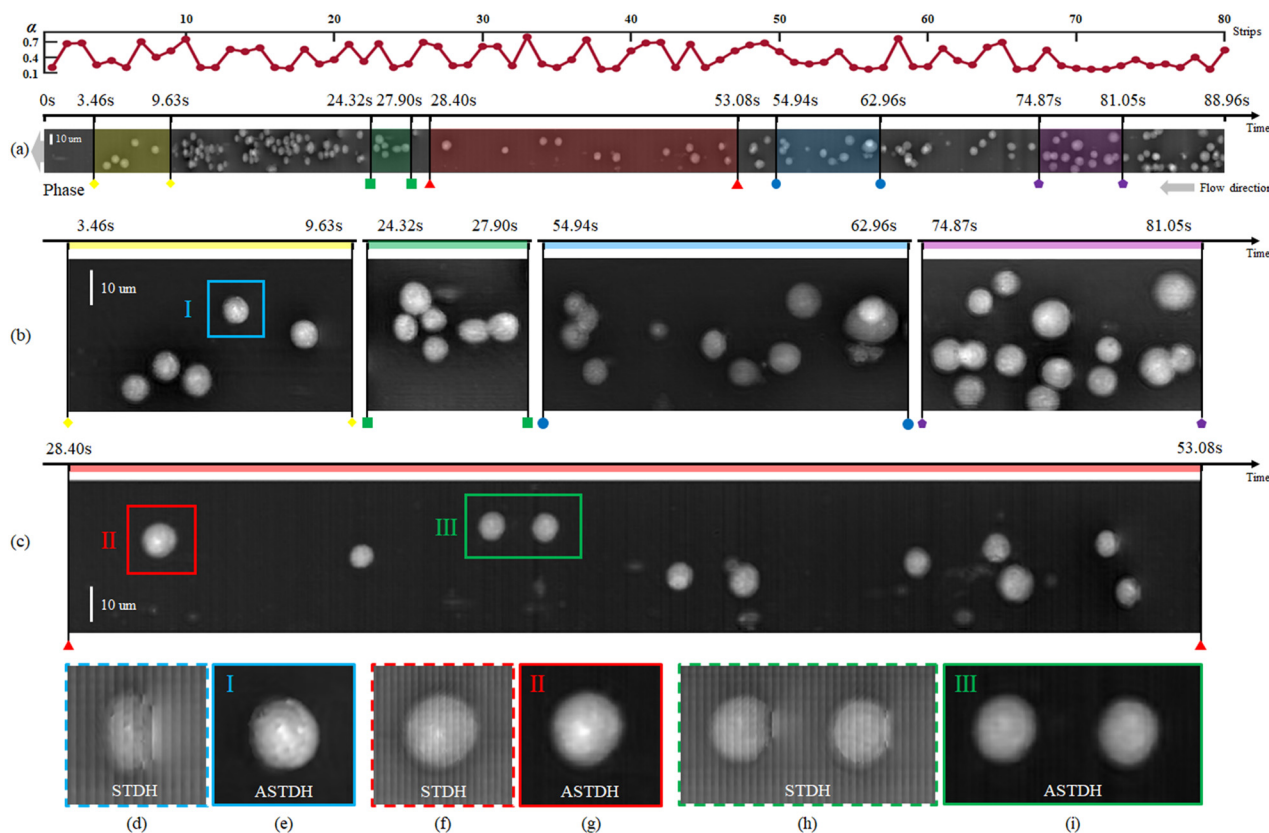 α 10 20 30 40 50 60 70 80
0.7 Strips
0.4
0.1
0s 3.46s 9.63s 24.32s 27.90s 28.40s 53.08s 54.94s 62.96s 74.87s 81.05s 88.96s
Time
(a) 10 um
Phase Flow direction
3.46s 9.63s 24.32s 27.90s 54.94s 62.96s 74.87s 81.05s
Time
10 um
I
(b)
28.40s 53.08s
Time
II III
(c)
10 um
I II III
STDH ASTDH STDH ASTDH STDH ASTDH
(d) (e) (f) (g) (h) (i)